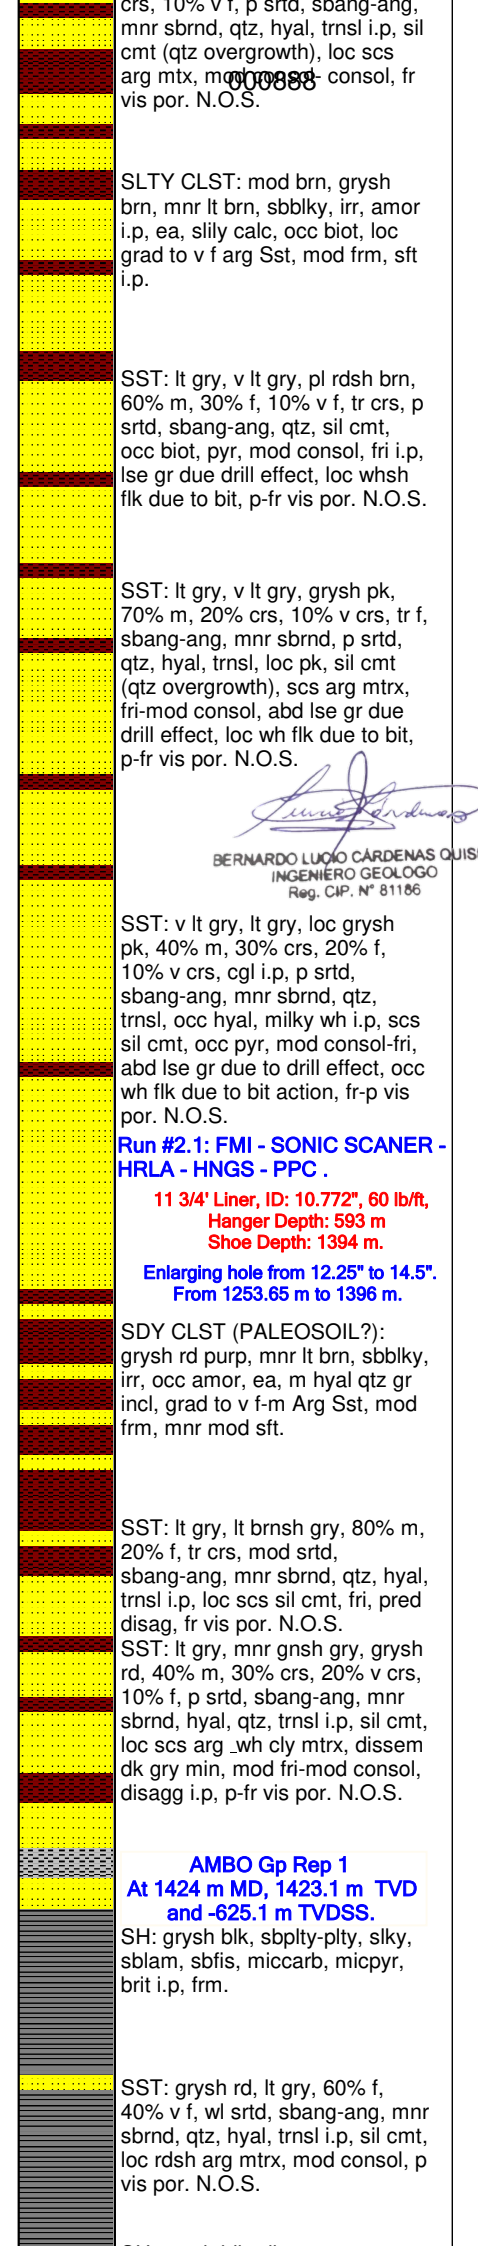 crs, 10% v f, p srtd, sbang-ang,
mnr sbrnd, qtz, hyal, trnsl i.p, sil
cmt (qtz overgrowth), loc scs
arg mtx, mod consol- consol, fr
000888
vis por. N.O.S.
SLTY CLST: mod brn, grysh
brn, mnr lt brn, sbblky, irr, amor
i.p, ea, slily calc, occ biot, loc
grad to v f arg Sst, mod frm, sft
i.p.
SST: lt gry, v lt gry, pl rdsh brn,
60% m, 30% f, 10% v f, tr crs, p
srtd, sbang-ang, qtz, sil cmt,
occ biot, pyr, mod consol, fri i.p,
lse gr due drill effect, loc whsh
flk due to bit, p-fr vis por. N.O.S.
SST: lt gry, v lt gry, grysh pk,
70% m, 20% crs, 10% v crs, tr f,
sbang-ang, mnr sbrnd, p srtd,
qtz, hyal, trnsl, loc pk, sil cmt
(qtz overgrowth), scs arg mtrx,
fri-mod consol, abd lse gr due
drill effect, loc wh flk due to bit,
p-fr vis por. N.O.S.
BERNARDO LUCIO CÁRDENAS QUIS
INGENIERO GEOLOGO
Reg. CIP. N° 81186
SST: v lt gry, lt gry, loc grysh
pk, 40% m, 30% crs, 20% f,
10% v crs, cgl i.p, p srtd,
sbang-ang, mnr sbrnd, qtz,
trnsl, occ hyal, milky wh i.p, scs
sil cmt, occ pyr, mod consol-fri,
abd lse gr due to drill effect, occ
wh flk due to bit action, fr-p vis
por. N.O.S.
Run #2.1: FMI - SONIC SCANER -
HRLA - HNGS - PPC .
11 3/4' Liner, ID: 10.772", 60 lb/ft,
Hanger Depth: 593 m
Shoe Depth: 1394 m.
Enlarging hole from 12.25" to 14.5".
From 1253.65 m to 1396 m.
SDY CLST (PALEOSOIL?):
grysh rd purp, mnr lt brn, sbblky,
irr, occ amor, ea, m hyal qtz gr
incl, grad to v f-m Arg Sst, mod
frm, mnr mod sft.
SST: lt gry, lt brnsh gry, 80% m,
20% f, tr crs, mod srtd,
sbang-ang, mnr sbrnd, qtz, hyal,
trnsl i.p, loc scs sil cmt, fri, pred
disag, fr vis por. N.O.S.
SST: lt gry, mnr gnsh gry, grysh
rd, 40% m, 30% crs, 20% v crs,
10% f, p srtd, sbang-ang, mnr
sbrnd, hyal, qtz, trnsl i.p, sil cmt,
loc scs arg _wh cly mtrx, dissem
dk gry min, mod fri-mod consol,
disagg i.p, p-fr vis por. N.O.S.
AMBO Gp Rep 1
At 1424 m MD, 1423.1 m TVD
and -625.1 m TVDSS.
SH: grysh blk, sbplty-plty, slky,
sblam, sbfis, miccarb, micpyr,
brit i.p, frm.
SST: grysh rd, lt gry, 60% f,
40% v f, wl srtd, sbang-ang, mnr
sbrnd, qtz, hyal, trnsl i.p, sil cmt,
loc rdsh arg mtrx, mod consol, p
vis por. N.O.S.